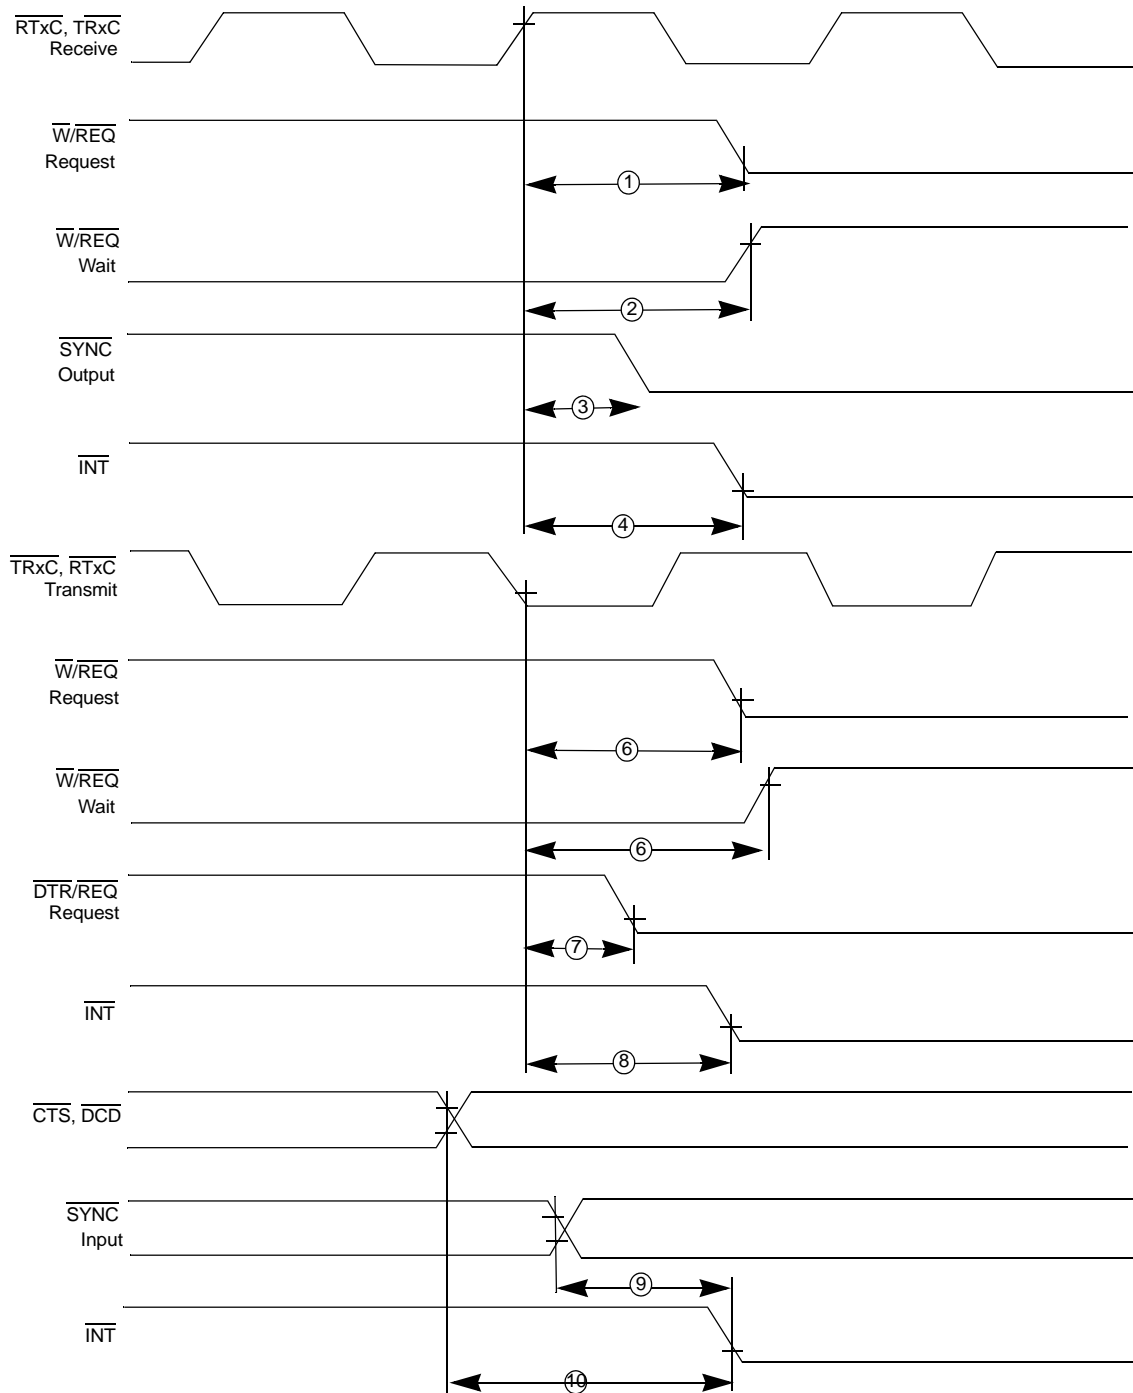 RTxC, TRxC
Receive
W/REQ
Request
1
W/REQ
Wait
2
SYNC
Output
3
INT
4
TRxC, RTxC
Transmit
W/REQ
Request
6
W/REQ
Wait
6
DTR/REQ
Request
7
INT
8
CTS, DCD
SYNC
Input
9
INT
10